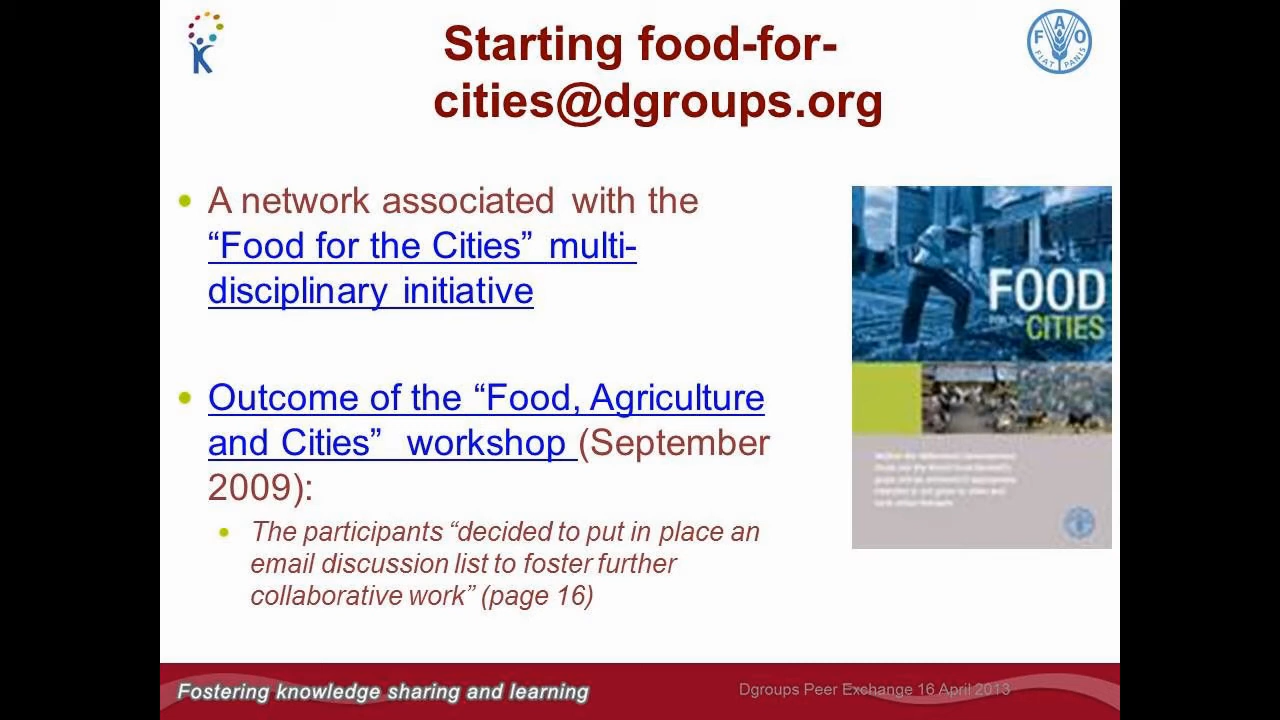 Starting food-for-
cities@dgroups.org
F A O
FIAT PANIS
A network associated with the
“Food for the Cities” multi-
disciplinary initiative
Outcome of the “Food, Agriculture
and Cities” workshop (September
2009):
The participants “decided to put in place an
email discussion list to foster further
collaborative work” (page 16)
FOOD
FOR THE CITIES
Fostering knowledge sharing and learning
Dgroups Peer Exchange 16 April 2013